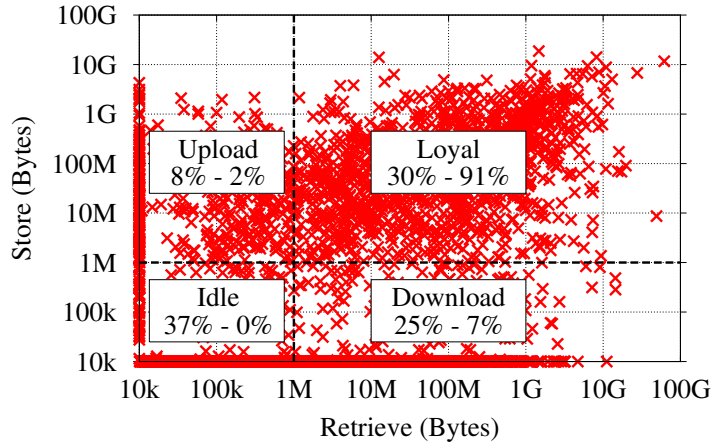 100G
10G
1G
100M
10M
1M
100k
10k
Store (Bytes)
Upload
8% - 2%
Loyal
30% - 91%
Idle
37% - 0%
Download
25% - 7%
10k 100k 1M 10M 100M 1G 10G 100G
Retrieve (Bytes)